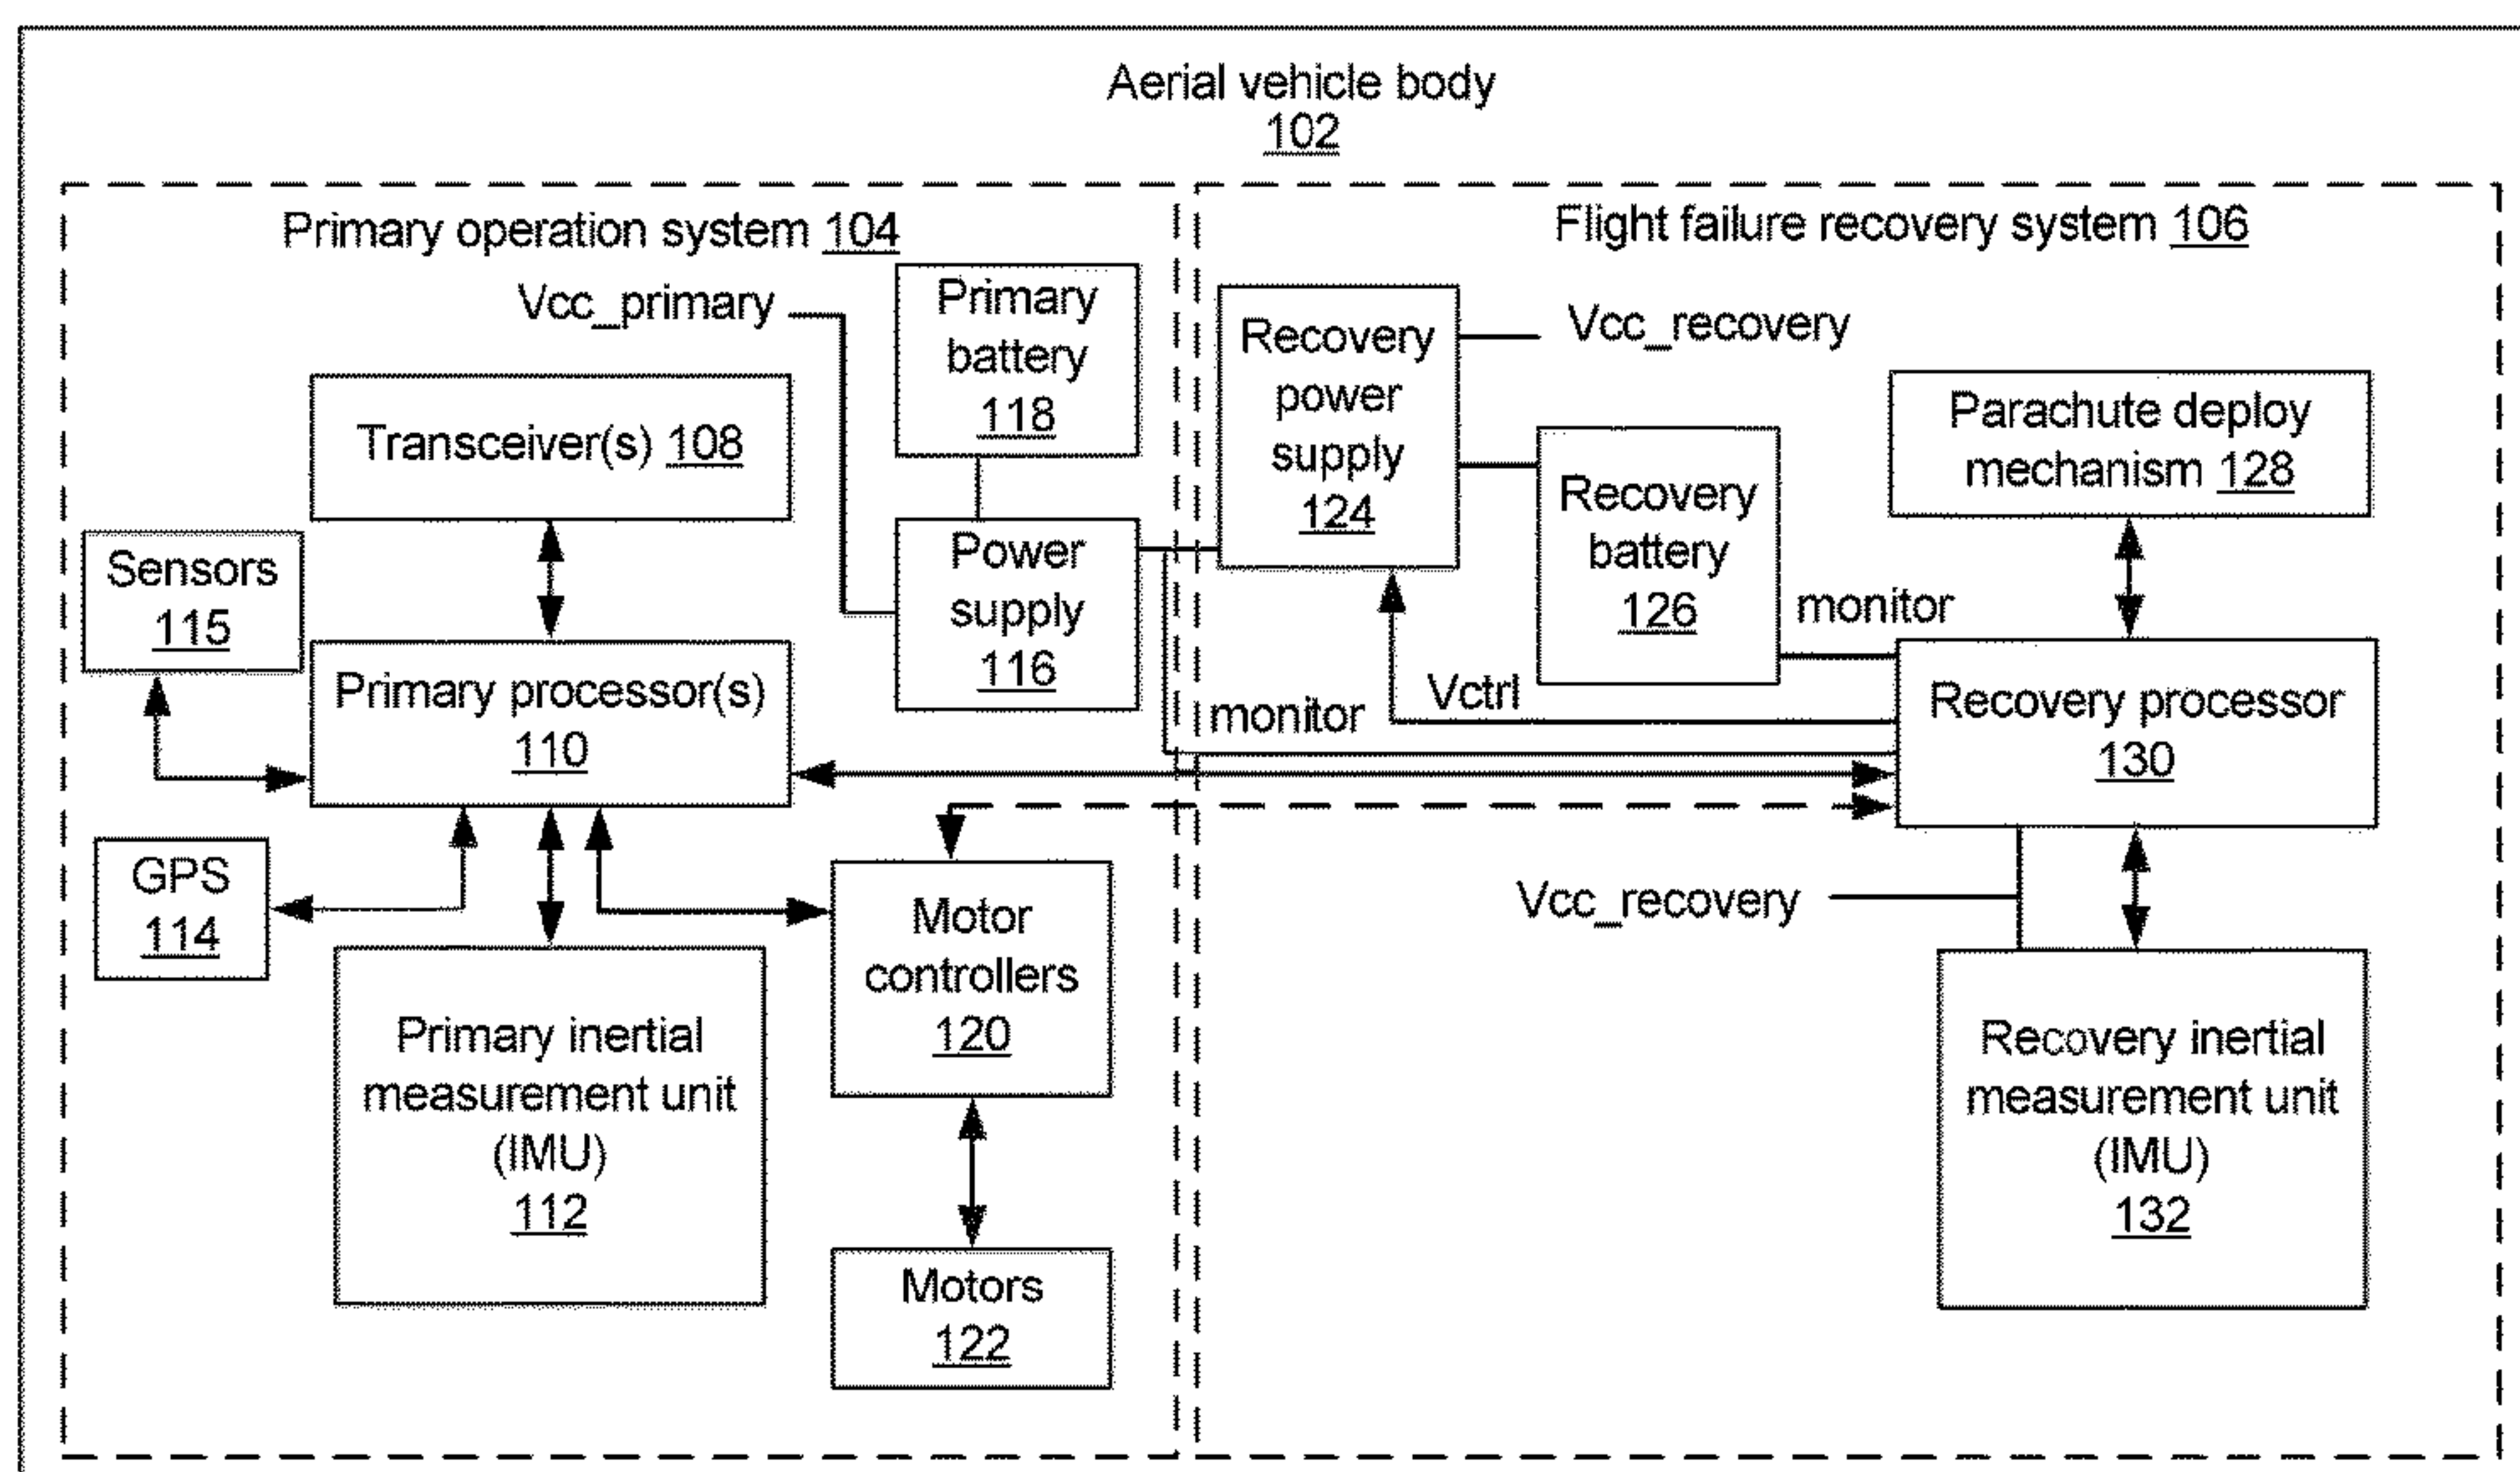 Aerial vehicle body
102
Primary operation system 104
Vcc_primary
Primary
battery
118
Transceiver(s) 108
Sensors
115
Power
supply
116
Primary processor(s)
110
GPS
114
Motor
controllers
120
Primary inertial
measurement unit
(IMU)
112
Motors
122
Flight failure recovery system 106
Recovery
power
supply
124
Vcc_recovery
Recovery
battery
126
Parachute deploy
mechanism 128
monitor
Vctrl
monitor
Recovery processor
130
Vcc_recovery
Recovery inertial
measurement unit
(IMU)
132